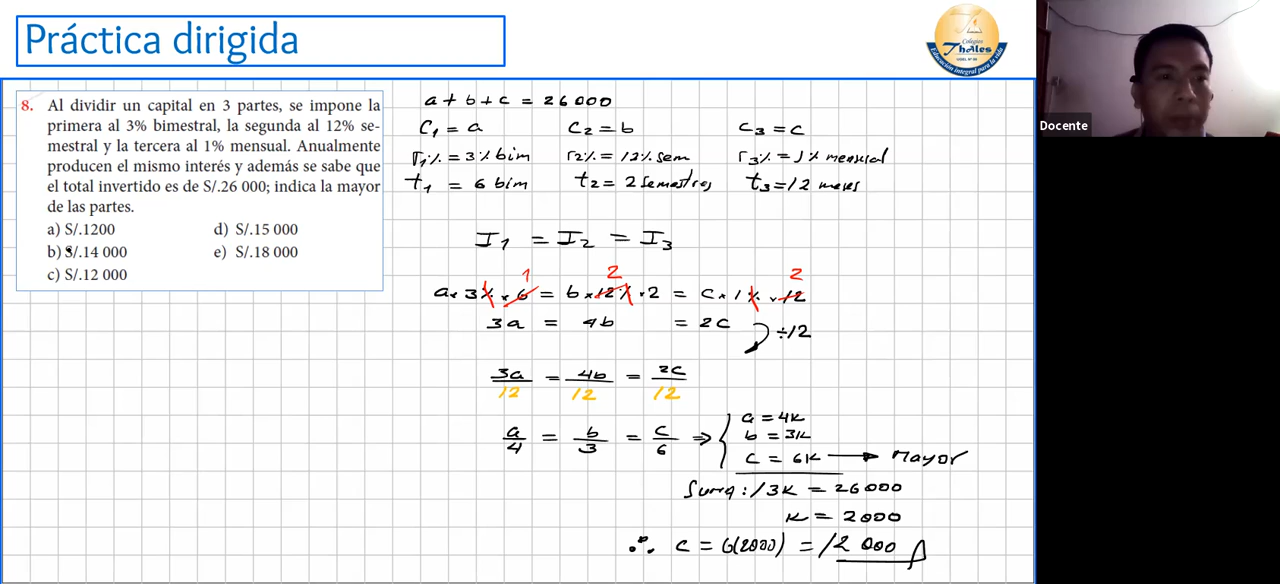 Práctica dirigida
Colegios
Thales
UGEL N° 06
Educación integral para la vida
Docente
8. Al dividir un capital en 3 partes, se impone la
primera al 3% bimestral, la segunda al 12% se-
mestral y la tercera al 1% mensual. Anualmente
producen el mismo interés y además se sabe que
el total invertido es de S/.26 000; indica la mayor
de las partes.
a) S/.1200 d) S/.15 000
b) S/.14 000 e) S/.18 000
c) S/.12 000
a + b + c = 26000
C₁ = a C₂ = b C₃ = c
r₁% = 3% bim r₂% = 12% sem r₃% = 1% mensual
t₁ = 6 bim t₂ = 2 semestres t₃ = 12 meses
I₁ = I₂ = I₃
1 2 2
a × 3% × 6 = b × 12% × 2 = c × 1% × 12
3a = 4b = 2c ÷12
3a/12 = 4b/12 = 2c/12
a/4 = b/3 = c/6 ⇒ { a = 4k
b = 3k
c = 6k → Mayor
Suma: 13k = 26000
k = 2000
∴ c = 6(2000) = 12 000